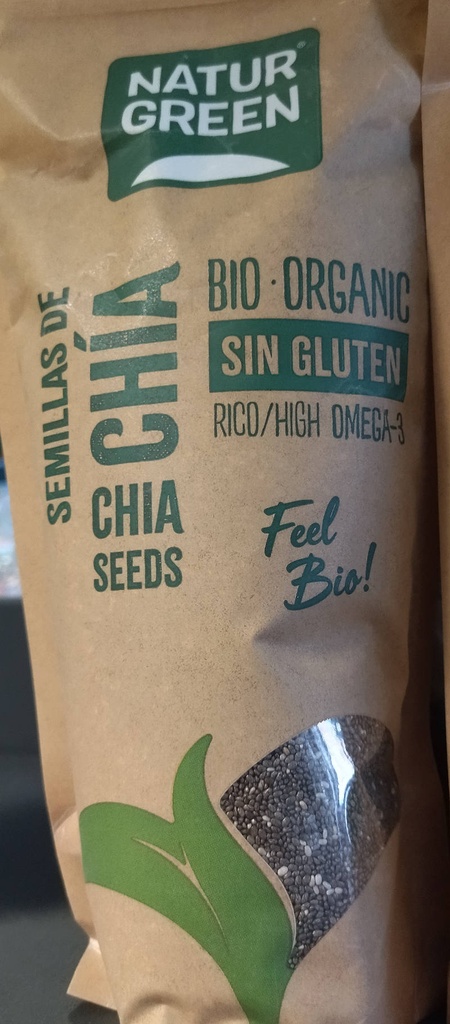 NATUR
GREEN
SEMILLAS DE
CHÍA
CHIA
SEEDS
BIO · ORGANIC
SIN GLUTEN
RICO/HIGH OMEGA-3
Feel
Bio!